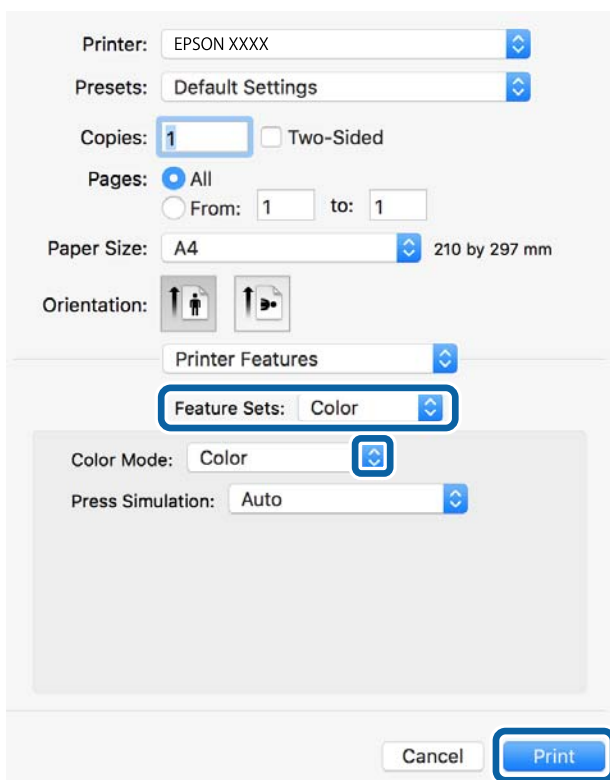 Printer: EPSON XXXX
Presets: Default Settings
Copies: 1 Two-Sided
Pages: All
From: 1 to: 1
Paper Size: A4 210 by 297 mm
Orientation:
Printer Features
Feature Sets: Color
Color Mode: Color
Press Simulation: Auto
Cancel Print